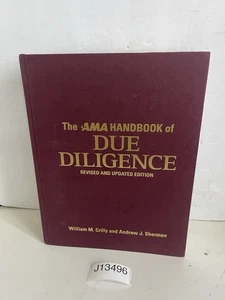 The AMA HANDBOOK of
DUE
DILIGENCE
REVISED AND UPDATED EDITION
William M. Crilly and Andrew J. Sherman
J13496